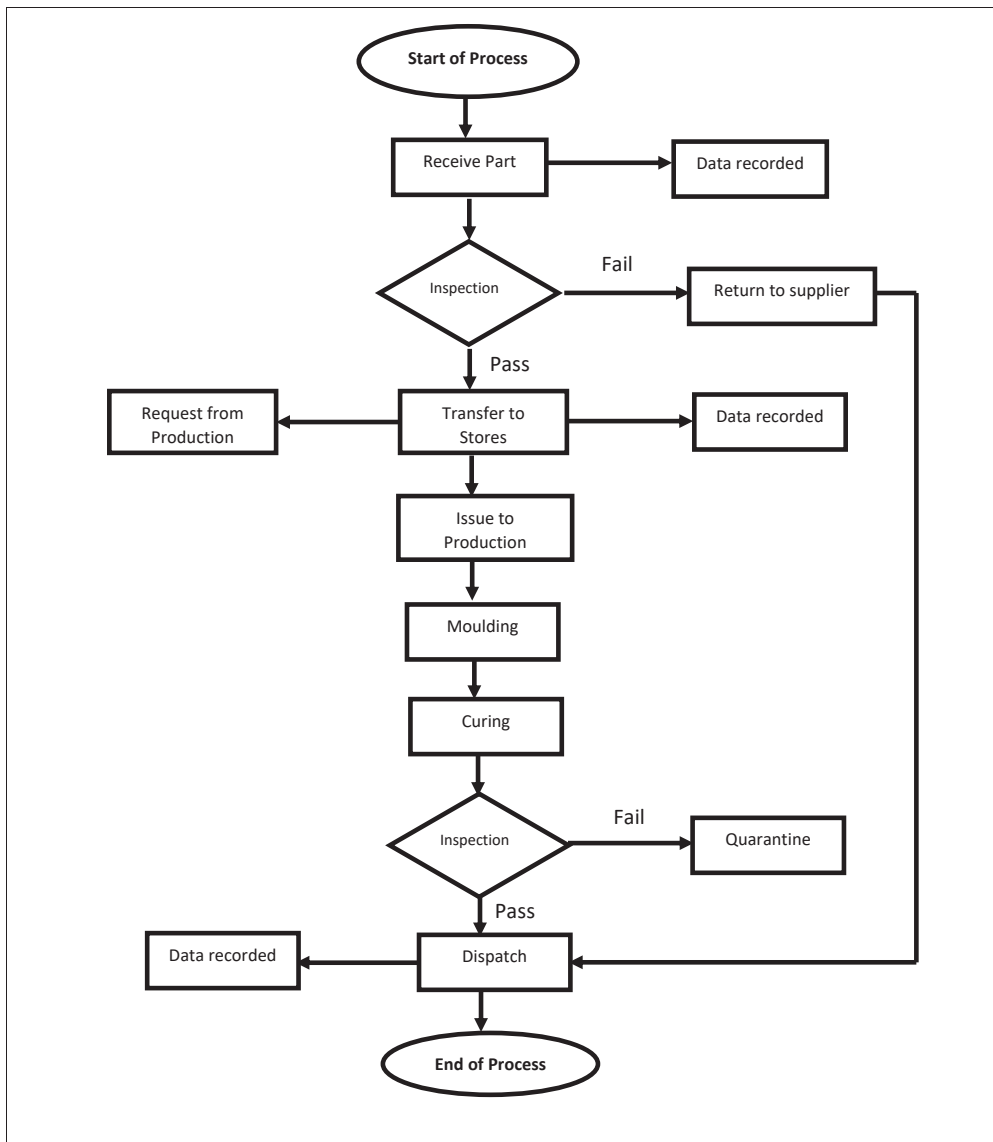 Start of Process
Receive Part
Data recorded
Fail
Inspection
Return to supplier
Pass
Request from
Production
Transfer to
Stores
Data recorded
Issue to
Production
Moulding
Curing
Fail
Inspection
Quarantine
Pass
Data recorded
Dispatch
End of Process